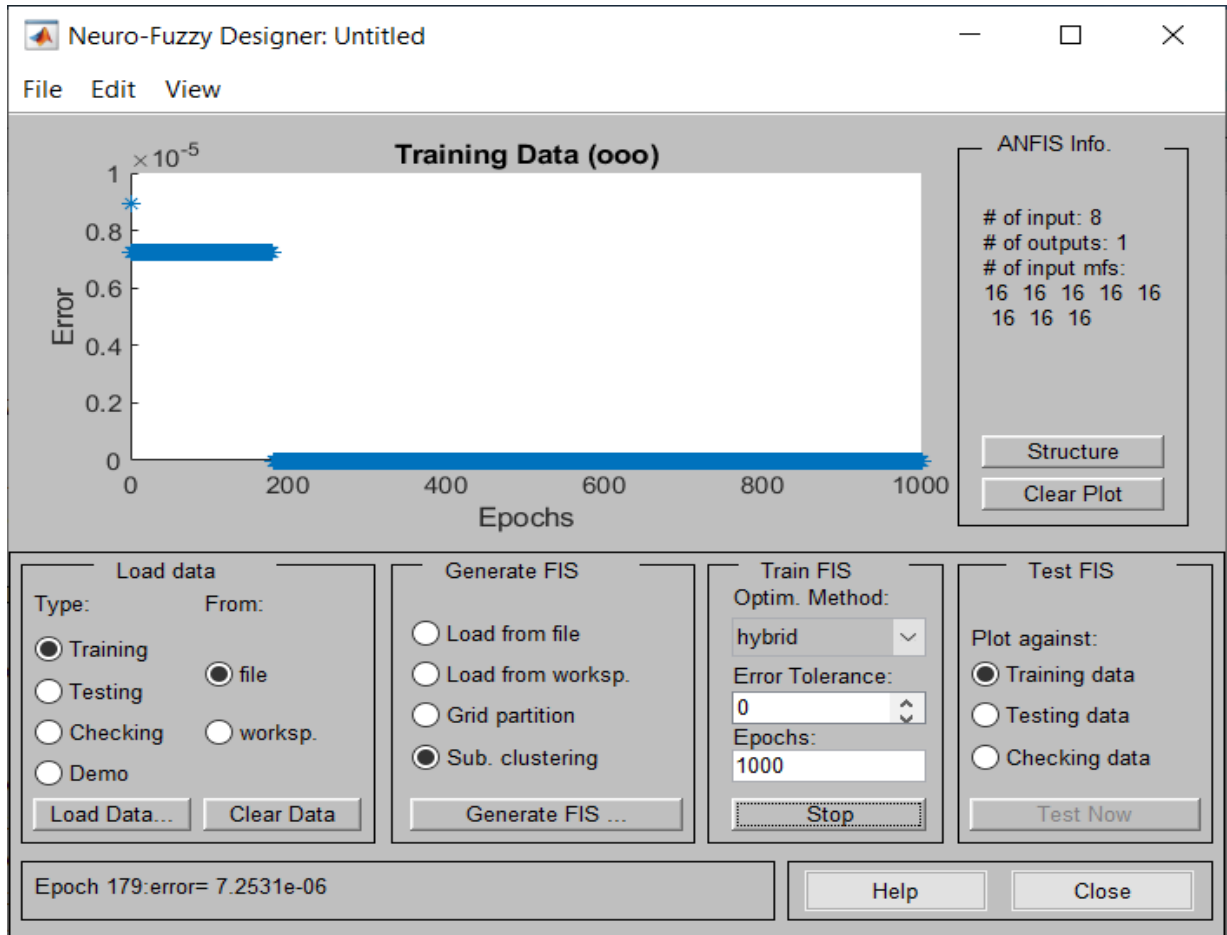 Neuro-Fuzzy Designer: Untitled
File Edit View
×10-5
Training Data (ooo)
1
0.8
0.6
0.4
0.2
0
Error
0 200 400 600 800 1000
Epochs
ANFIS Info.
# of input: 8
# of outputs: 1
# of input mfs:
16 16 16 16 16
16 16 16
Structure
Clear Plot
Load data
Type: From:
Training
file
Testing
Checking
worksp.
Demo
Load Data... Clear Data
Generate FIS
Load from file
Load from worksp.
Grid partition
Sub. clustering
Generate FIS ...
Train FIS
Optim. Method:
hybrid
Error Tolerance:
0
Epochs:
1000
Stop
Test FIS
Plot against:
Training data
Testing data
Checking data
Test Now
Epoch 179:error= 7.2531e-06
Help Close